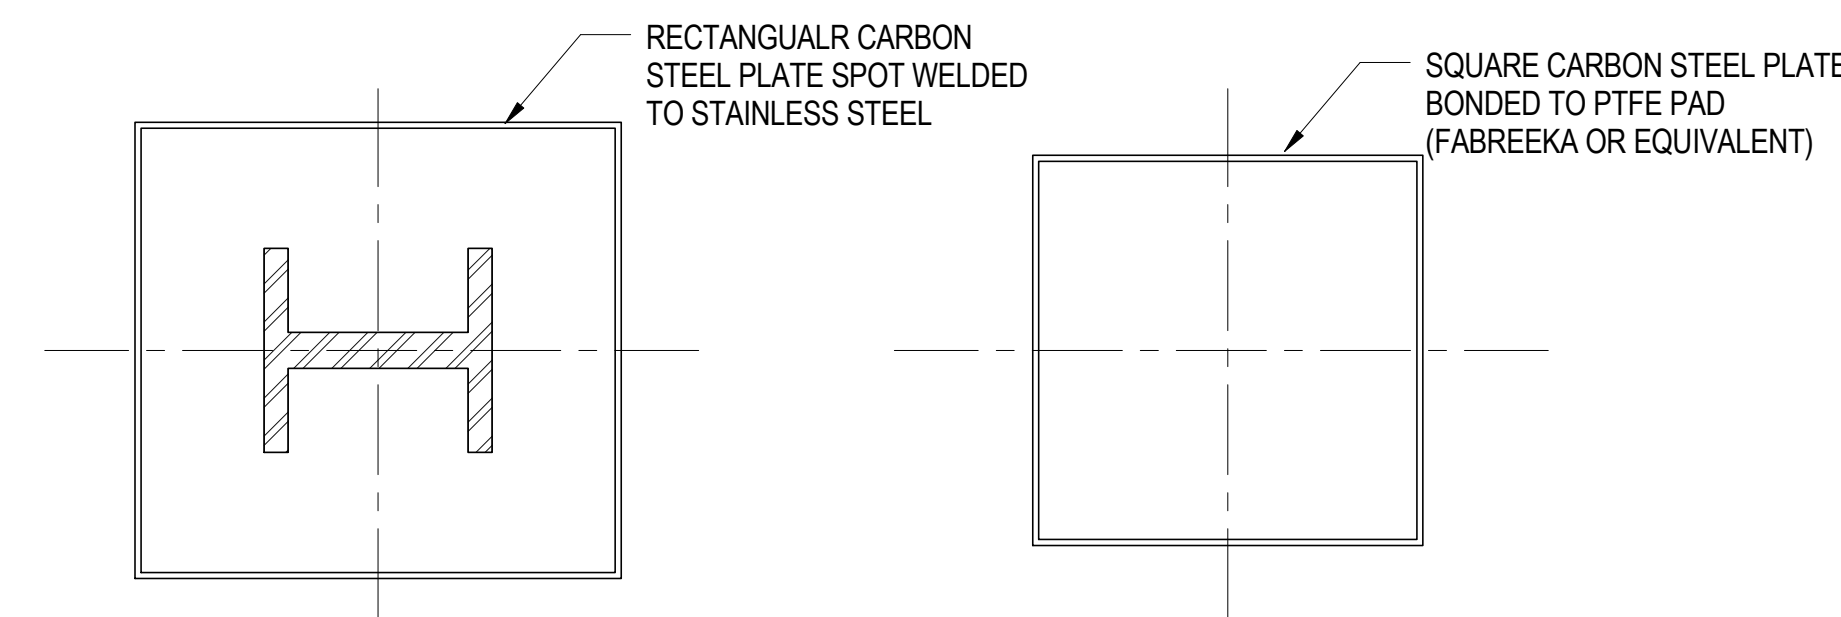 RECTANGUALR CARBON
STEEL PLATE SPOT WELDED
TO STAINLESS STEEL
SQUARE CARBON STEEL PLATE
BONDED TO PTFE PAD
(FABREEKA OR EQUIVALENT)